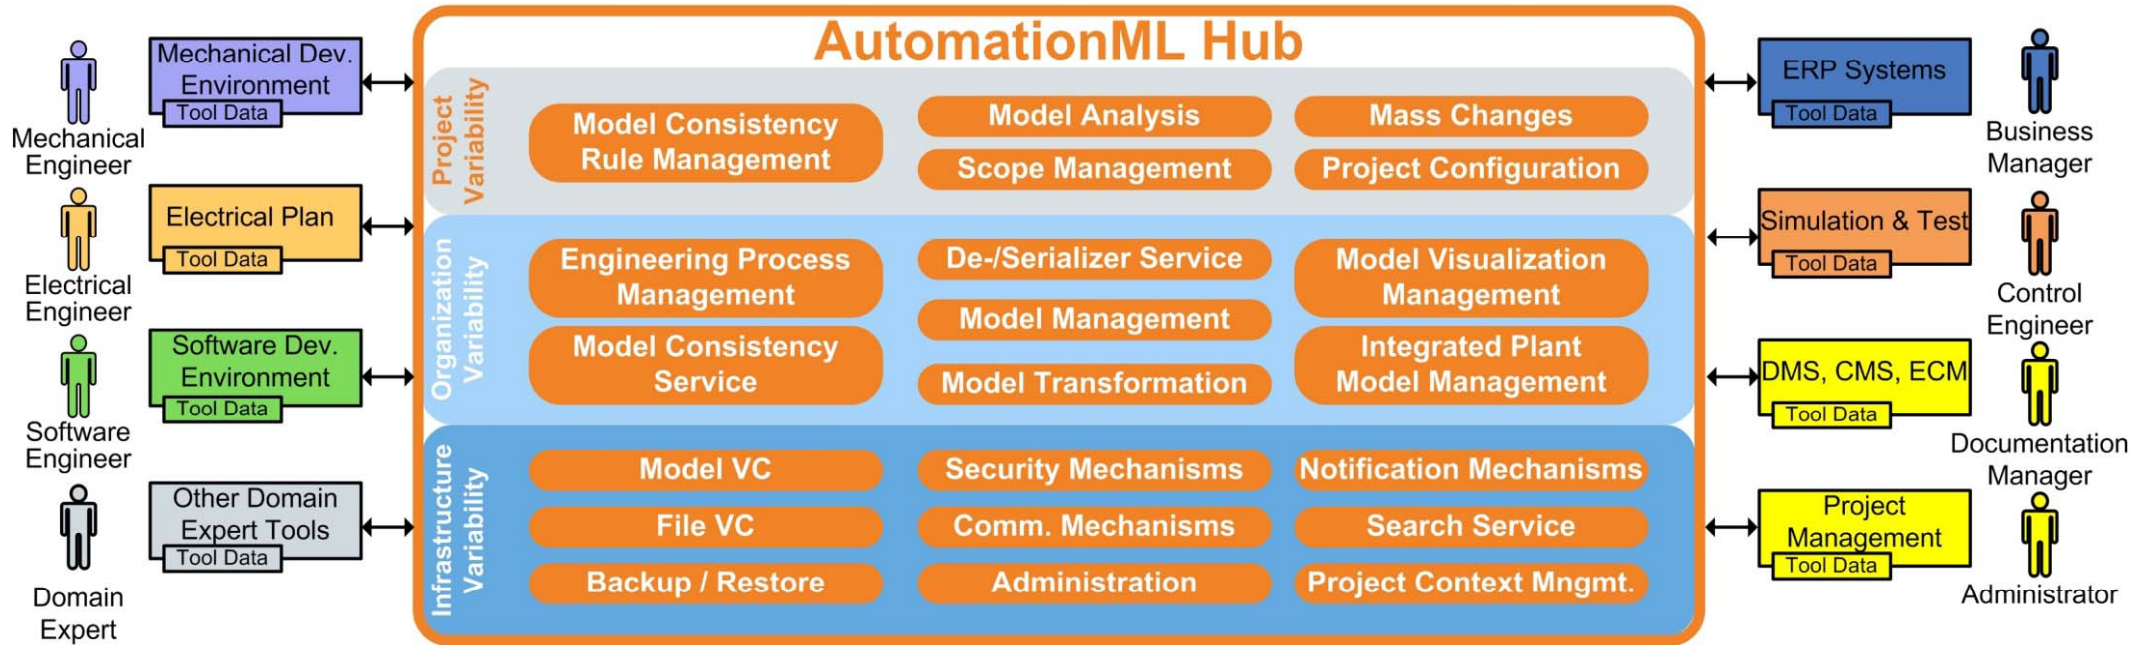 AutomationML Hub
Mechanical Dev.
Environment
Tool Data
Mechanical
Engineer
Electrical Plan
Tool Data
Electrical
Engineer
Software Dev.
Environment
Tool Data
Software
Engineer
Other Domain
Expert Tools
Tool Data
Domain
Expert
Project
Variability
Model Consistency
Rule Management
Model Analysis
Scope Management
Mass Changes
Project Configuration
Organization
Variability
Engineering Process
Management
Model Consistency
Service
De-/Serializer Service
Model Management
Model Transformation
Model Visualization
Management
Integrated Plant
Model Management
Infrastructure
Variability
Model VC
File VC
Backup / Restore
Security Mechanisms
Comm. Mechanisms
Administration
Notification Mechanisms
Search Service
Project Context Mngmt.
ERP Systems
Tool Data
Business
Manager
Simulation & Test
Tool Data
Control
Engineer
DMS, CMS, ECM
Tool Data
Documentation
Manager
Project
Management
Tool Data
Administrator